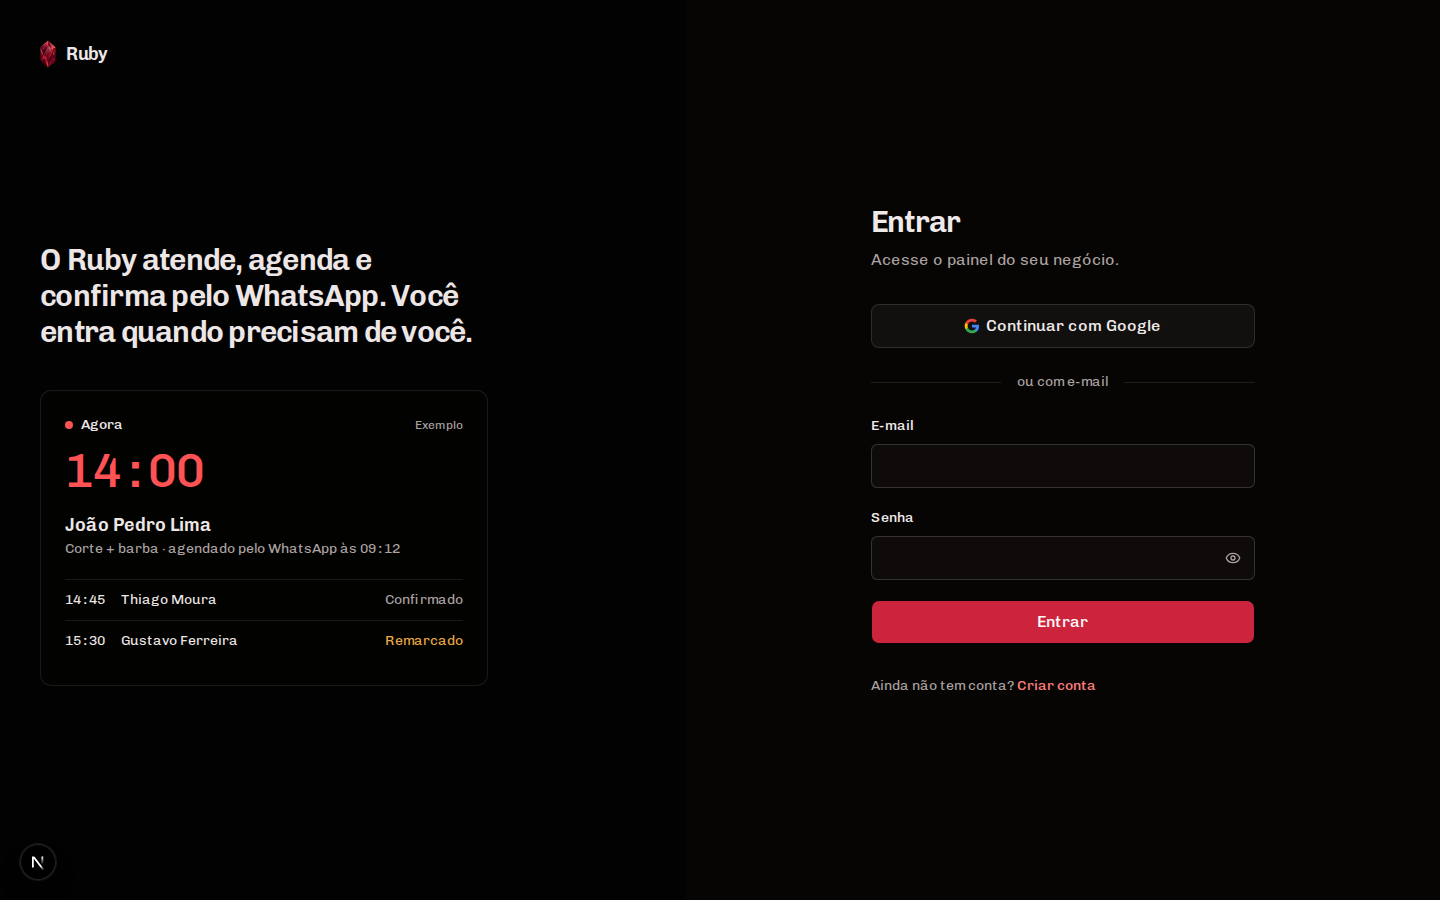 Ruby
O Ruby atende, agenda e
confirma pelo WhatsApp. Você
entra quando precisam de você.
Agora
Exemplo
14:00
João Pedro Lima
Corte + barba · agendado pelo WhatsApp às 09:12
14:45 Thiago Moura Confirmado
15:30 Gustavo Ferreira Remarcado
Entrar
Acesse o painel do seu negócio.
Continuar com Google
ou com e-mail
E-mail
Senha
Entrar
Ainda não tem conta? Criar conta